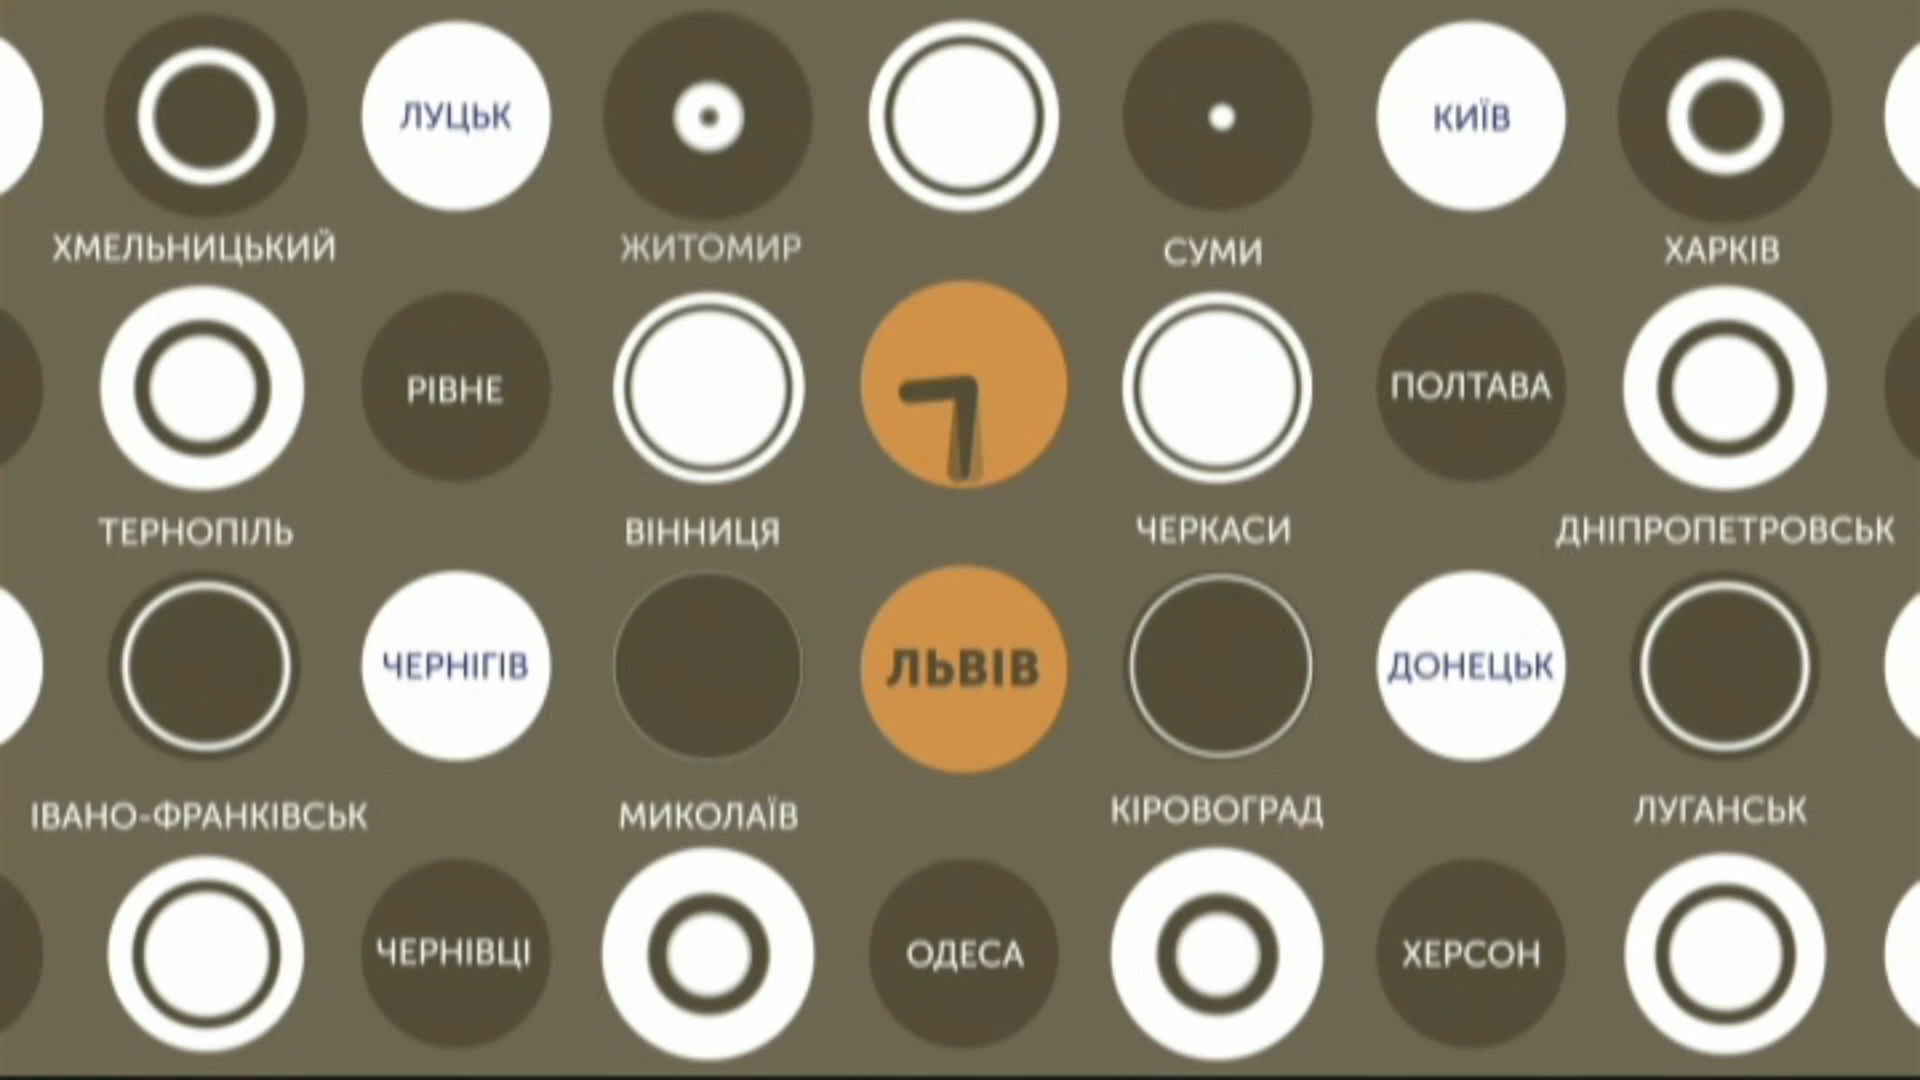 ЛУЦЬК
КИЇВ
ХМЕЛЬНИЦЬКИЙ
ЖИТОМИР
СУМИ
ХАРКІВ
РІВНЕ
ПОЛТАВА
ТЕРНОПІЛЬ
ВІННИЦЯ
ЧЕРКАСИ
ДНІПРОПЕТРОВСЬК
ЧЕРНІГІВ
ЛЬВІВ
ДОНЕЦЬК
ІВАНО-ФРАНКІВСЬК
МИКОЛАЇВ
КІРОВОГРАД
ЛУГАНСЬК
ЧЕРНІВЦІ
ОДЕСА
ХЕРСОН